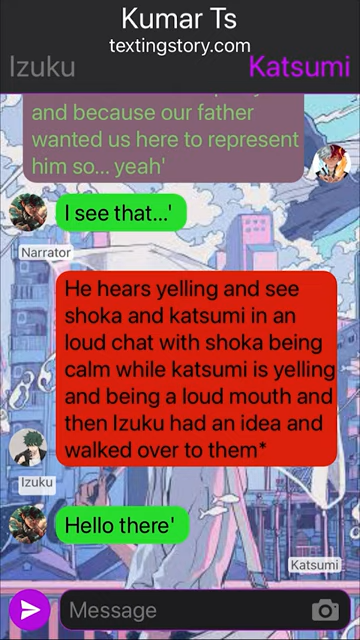 Kumar Ts
textingstory.com
Izuku
Katsumi
and because our father
wanted us here to represent
him so... yeah'
I see that...'
Narrator
He hears yelling and see
shoka and katsumi in an
loud chat with shoka being
calm while katsumi is yelling
and being a loud mouth and
then Izuku had an idea and
walked over to them*
Izuku
Hello there'
Katsumi
Message